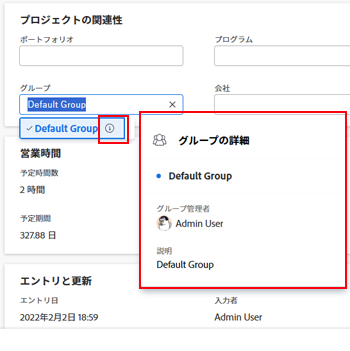 プロジェクトの関連性
ポートフォリオ
プログラム
グループ
会社
Default Group
Default Group
グループの詳細
Default Group
グループ管理者
Admin User
説明
Default Group
営業時間
予定時間数
2 時間
予定期間
327.88 日
エントリと更新
エントリ日
入力者
2022年2月2日 18:59
Admin User